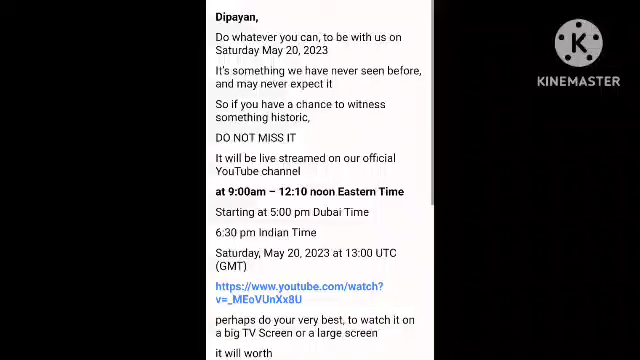 Dipayan,
Do whatever you can, to be with us on
Saturday May 20, 2023
It's something we have never seen before,
and may never expect it
So if you have a chance to witness
something historic,
DO NOT MISS IT
It will be live streamed on our official
YouTube channel
at 9:00am – 12:10 noon Eastern Time
Starting at 5:00 pm Dubai Time
6:30 pm Indian Time
Saturday, May 20, 2023 at 13:00 UTC
(GMT)
https://www.youtube.com/watch?
v=_MEoVUnXx8U
perhaps do your very best, to watch it on
a big TV Screen or a large screen
it will worth
K
KINEMASTER